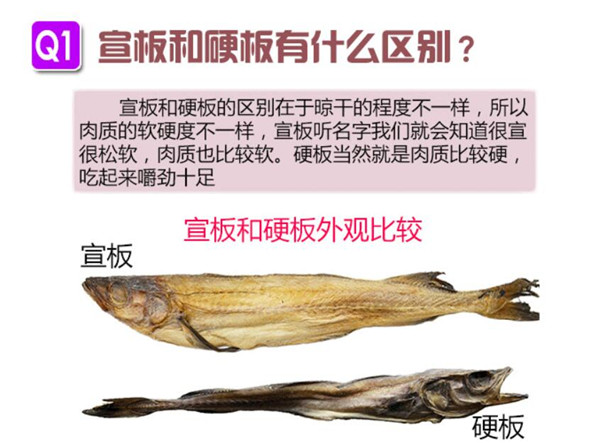 Q1 宣板和硬板有什么区别？
宣板和硬板的区别在于晾干的程度不一样，所以
肉质的软硬度不一样，宣板听名字我们就会知道很宣
很松软，肉质也比较软。硬板当然就是肉质比较硬，
吃起来嚼劲十足
宣板和硬板外观比较
宣板
硬板